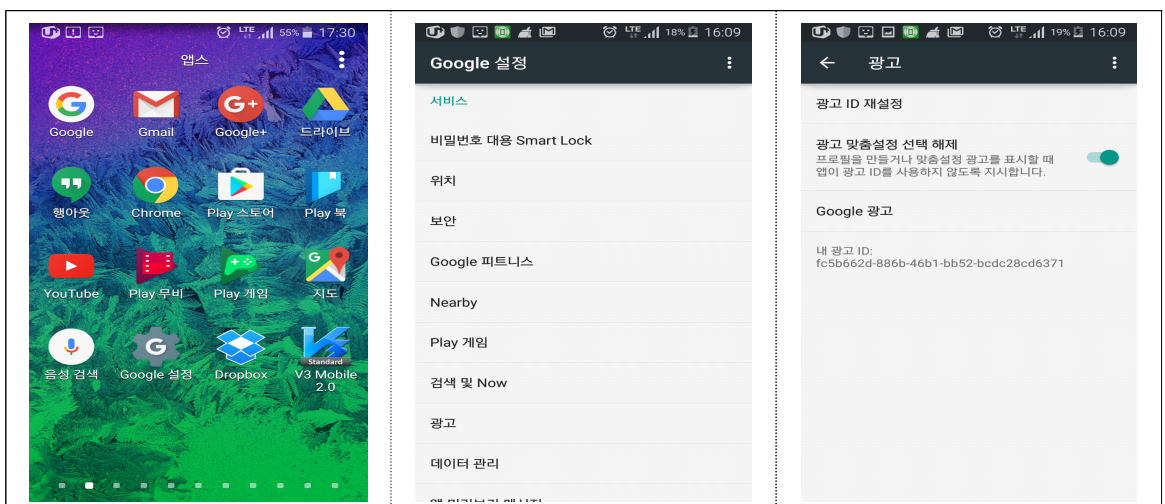 LTE 55% 17:30
앱스
Google Gmail Google+ 드라이브
행아웃 Chrome Play 스토어 Play 북
YouTube Play 무비 Play 게임 지도
Standard
음성 검색 Google 설정 Dropbox V3 Mobile
2.0
LTE 18% 16:09
Google 설정
서비스
비밀번호 대용 Smart Lock
위치
보안
Google 피트니스
Nearby
Play 게임
검색 및 Now
광고
데이터 관리
LTE 19% 16:09
광고
광고 ID 재설정
광고 맞춤설정 선택 해제
프로필을 만들거나 맞춤설정 광고를 표시할 때
앱이 광고 ID를 사용하지 않도록 지시합니다.
Google 광고
내 광고 ID:
fc5b662d-886b-46b1-bb52-bcdc28cd6371